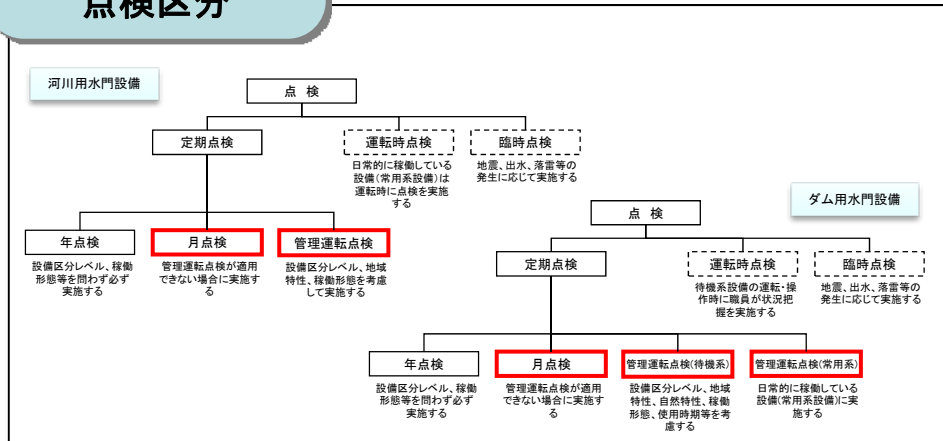 点検区分
河川用水門設備
点 検
定期点検
運転時点検
臨時点検
日常的に稼働している
設備(常用系設備)は
運転時に点検を実施
する
地震、出水、落雷等の
発生に応じて実施する
年点検
月点検
管理運転点検
設備区分レベル、稼働
形態等を問わず必ず
実施する
管理運転点検が適用
できない場合に実施す
る
設備区分レベル、地域
特性、稼働形態を考慮
して実施する
ダム用水門設備
点 検
定期点検
運転時点検
臨時点検
待機系設備の運転・操
作時に職員が状況把
握を実施する
地震、出水、落雷等の
発生に応じて実施する
年点検
月点検
管理運転点検(待機系)
管理運転点検(常用系)
設備区分レベル、稼働
形態等を問わず必ず
実施する
管理運転点検が適用
できない場合に実施す
る
設備区分レベル、地域
特性、自然特性、稼働
形態、使用時期等を考
慮する
日常的に稼働している
設備(常用系設備)に実
施する